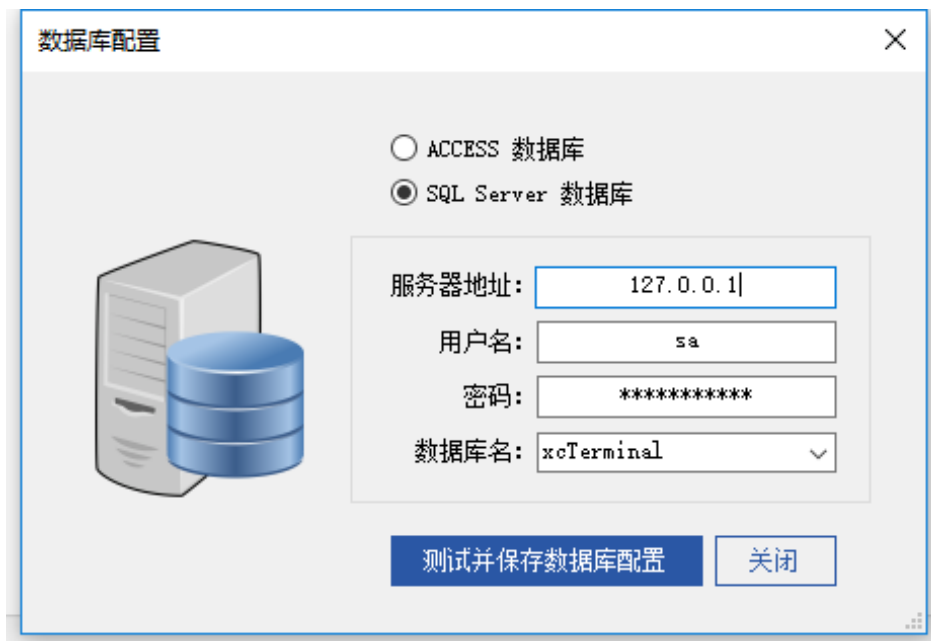 数据库配置
ACCESS 数据库
SQL Server 数据库
服务器地址: 127.0.0.1
用户名: sa
密码: ***********
数据库名: xcTerminal
测试并保存数据库配置 关闭